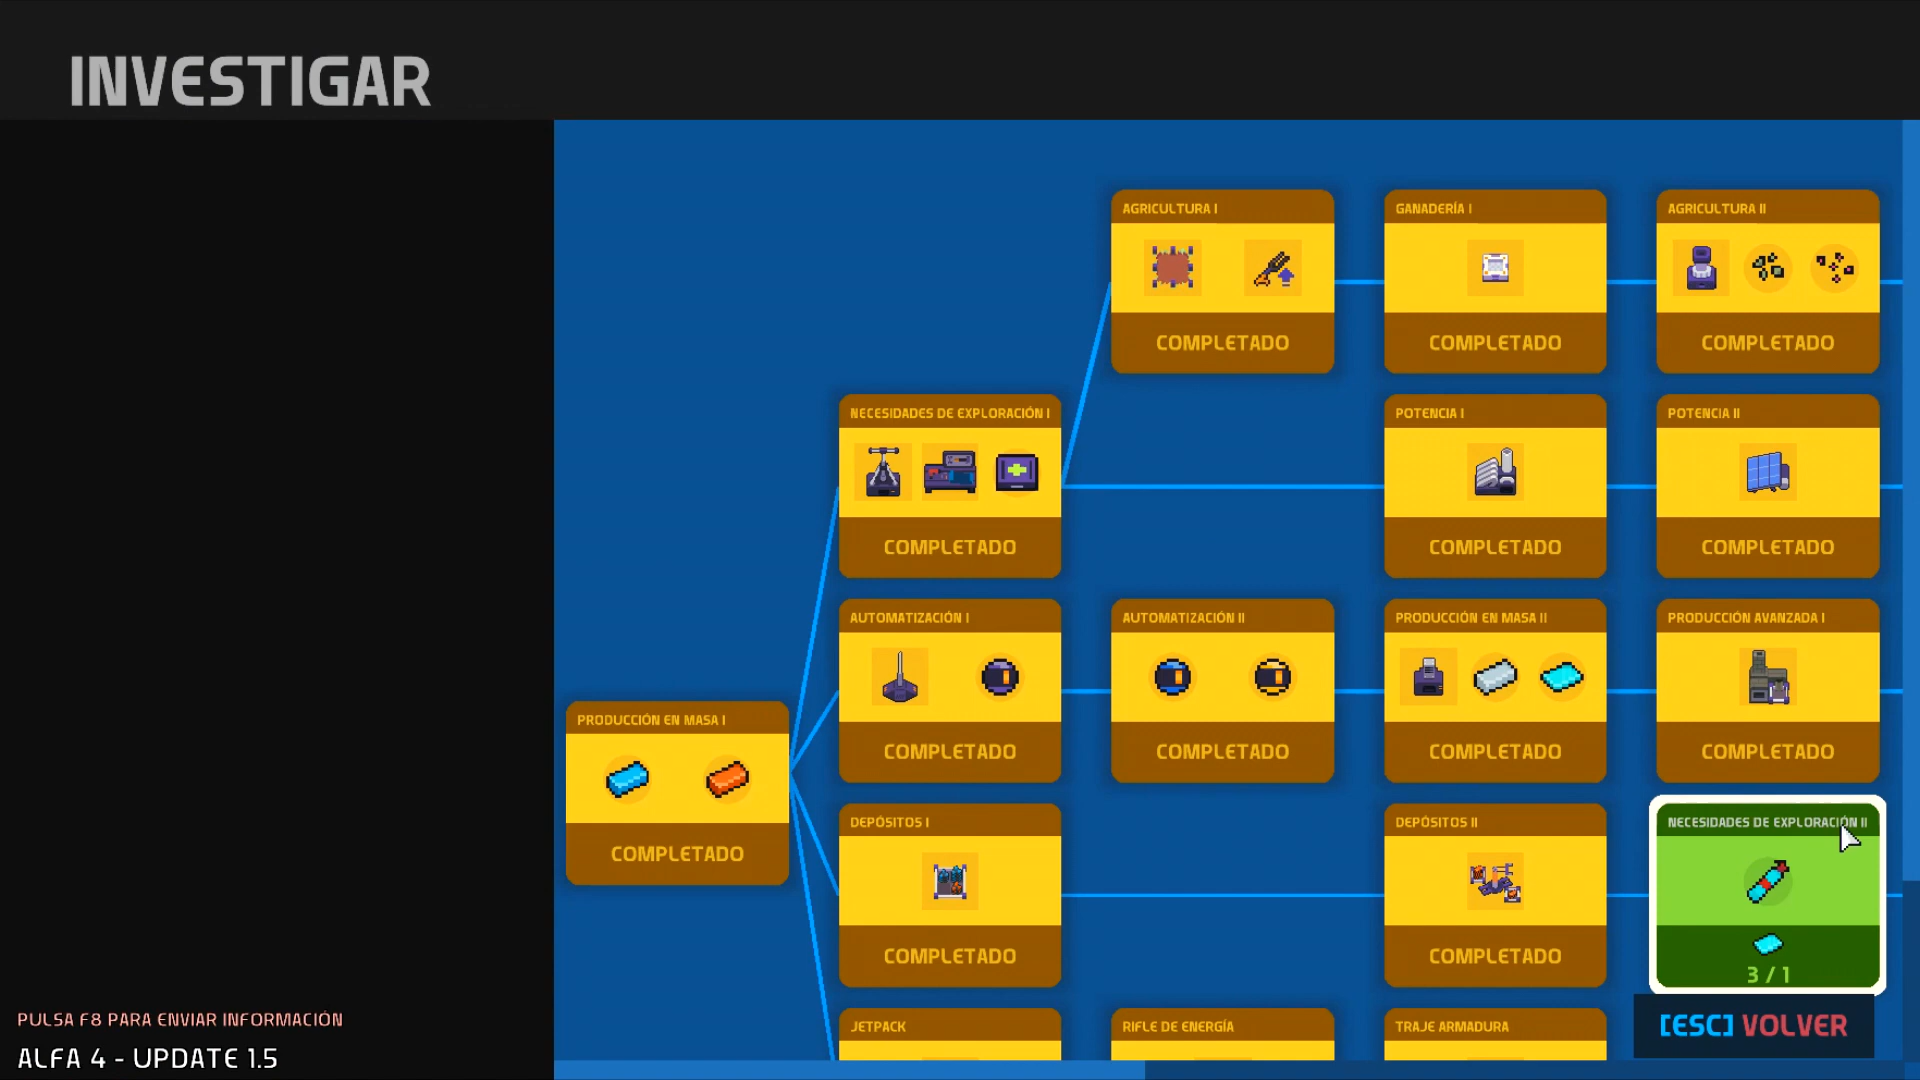 INVESTIGAR
AGRICULTURA I
COMPLETADO
GANADERÍA I
COMPLETADO
AGRICULTURA II
COMPLETADO
NECESIDADES DE EXPLORACIÓN I
COMPLETADO
POTENCIA I
COMPLETADO
POTENCIA II
COMPLETADO
AUTOMATIZACIÓN I
COMPLETADO
AUTOMATIZACIÓN II
COMPLETADO
PRODUCCIÓN EN MASA II
COMPLETADO
PRODUCCIÓN AVANZADA I
COMPLETADO
PRODUCCIÓN EN MASA I
COMPLETADO
DEPÓSITOS I
COMPLETADO
DEPÓSITOS II
COMPLETADO
NECESIDADES DE EXPLORACIÓN II
3 / 1
JETPACK
RIFLE DE ENERGÍA
TRAJE ARMADURA
[ESC] VOLVER
PULSA F8 PARA ENVIAR INFORMACIÓN
ALFA 4 - UPDATE 1.5